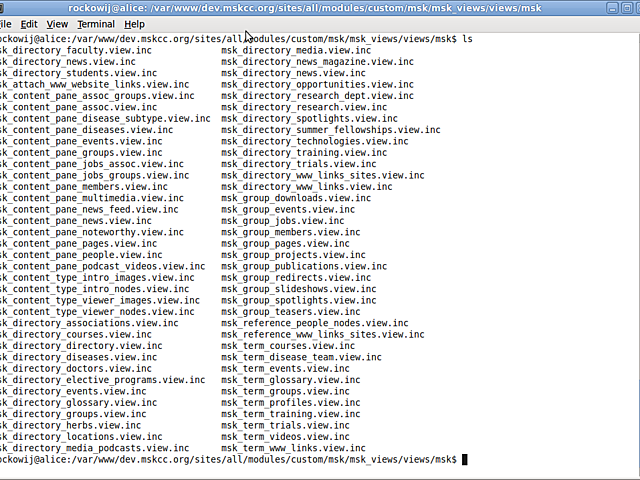 rockowij@alice: /var/www/dev.mskcc.org/sites/all/modules/custom/msk/msk_views/views/msk
ile Edit View Terminal Help
ockowij@alice:/var/www/dev.mskcc.org/sites/all/modules/custom/msk/msk_views/views/msk$ ls
sk_directory_faculty.view.inc msk_directory_media.view.inc
sk_directory_news.view.inc msk_directory_news_magazine.view.inc
sk_directory_students.view.inc msk_directory_news.view.inc
sk_attach_www_website_links.view.inc msk_directory_opportunities.view.inc
sk_content_pane_assoc_groups.view.inc msk_directory_research_dept.view.inc
sk_content_pane_assoc.view.inc msk_directory_research.view.inc
sk_content_pane_disease_subtype.view.inc msk_directory_spotlights.view.inc
sk_content_pane_diseases.view.inc msk_directory_summer_fellowships.view.inc
sk_content_pane_events.view.inc msk_directory_technologies.view.inc
sk_content_pane_groups.view.inc msk_directory_training.view.inc
sk_content_pane_jobs_assoc.view.inc msk_directory_trials.view.inc
sk_content_pane_jobs_groups.view.inc msk_directory_www_links_sites.view.inc
sk_content_pane_members.view.inc msk_directory_www_links.view.inc
sk_content_pane_multimedia.view.inc msk_group_downloads.view.inc
sk_content_pane_news_feed.view.inc msk_group_events.view.inc
sk_content_pane_news.view.inc msk_group_jobs.view.inc
sk_content_pane_noteworthy.view.inc msk_group_members.view.inc
sk_content_pane_pages.view.inc msk_group_pages.view.inc
sk_content_pane_people.view.inc msk_group_projects.view.inc
sk_content_pane_podcast_videos.view.inc msk_group_publications.view.inc
sk_content_type_intro_images.view.inc msk_group_redirects.view.inc
sk_content_type_intro_nodes.view.inc msk_group_slideshows.view.inc
sk_content_type_viewer_images.view.inc msk_group_spotlights.view.inc
sk_content_type_viewer_nodes.view.inc msk_group_teasers.view.inc
sk_directory_associations.view.inc msk_reference_people_nodes.view.inc
sk_directory_courses.view.inc msk_reference_www_links_sites.view.inc
sk_directory_directory.view.inc msk_term_courses.view.inc
sk_directory_diseases.view.inc msk_term_disease_team.view.inc
sk_directory_doctors.view.inc msk_term_events.view.inc
sk_directory_elective_programs.view.inc msk_term_glossary.view.inc
sk_directory_events.view.inc msk_term_groups.view.inc
sk_directory_glossary.view.inc msk_term_profiles.view.inc
sk_directory_groups.view.inc msk_term_training.view.inc
sk_directory_herbs.view.inc msk_term_trials.view.inc
sk_directory_locations.view.inc msk_term_videos.view.inc
sk_directory_media_podcasts.view.inc msk_term_www_links.view.inc
ockowij@alice:/var/www/dev.mskcc.org/sites/all/modules/custom/msk/msk_views/views/msk$